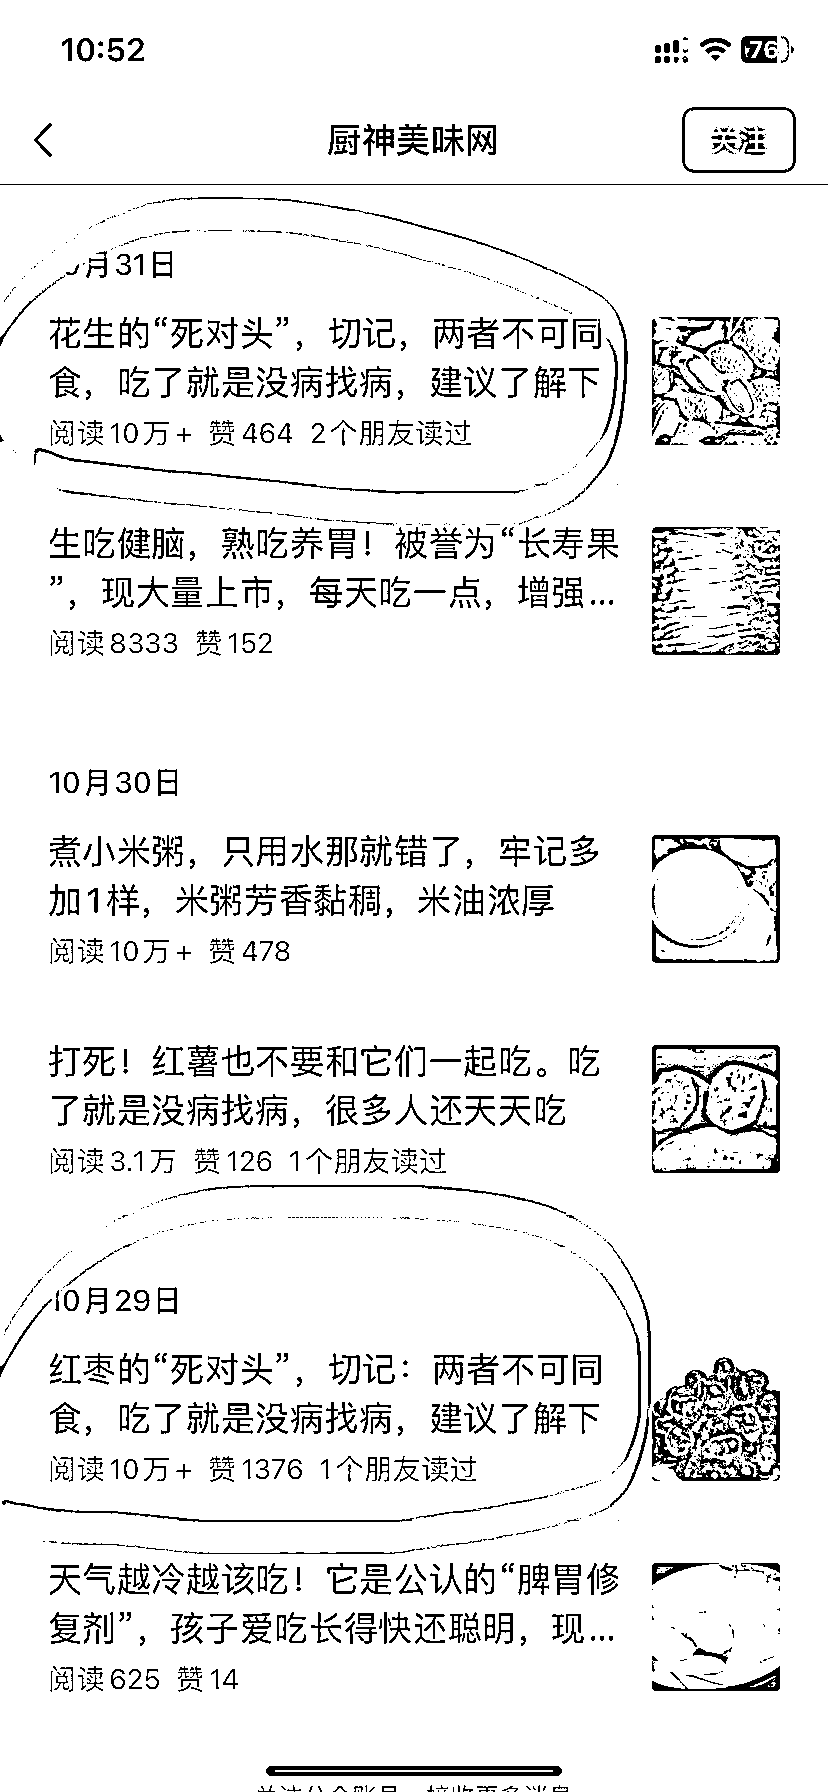 10:52
76
厨神美味网
关注
月31日
花生的“死对头”，切记，两者不可同
食，吃了就是没病找病，建议了解下
阅读10万+ 赞464 2个朋友读过
生吃健脑，熟吃养胃！被誉为“长寿果
”，现大量上市，每天吃一点，增强...
阅读8333 赞152
10月30日
煮小米粥，只用水那就错了，牢记多
加1样，米粥芳香黏稠，米油浓厚
阅读10万+ 赞478
打死！红薯也不要和它们一起吃。吃
了就是没病找病，很多人还天天吃
阅读3.1万 赞126 1个朋友读过
10月29日
红枣的“死对头”，切记：两者不可同
食，吃了就是没病找病，建议了解下
阅读10万+ 赞1376 1个朋友读过
天气越冷越该吃！它是公认的“脾胃修
复剂”，孩子爱吃长得快还聪明，现...
阅读625 赞14